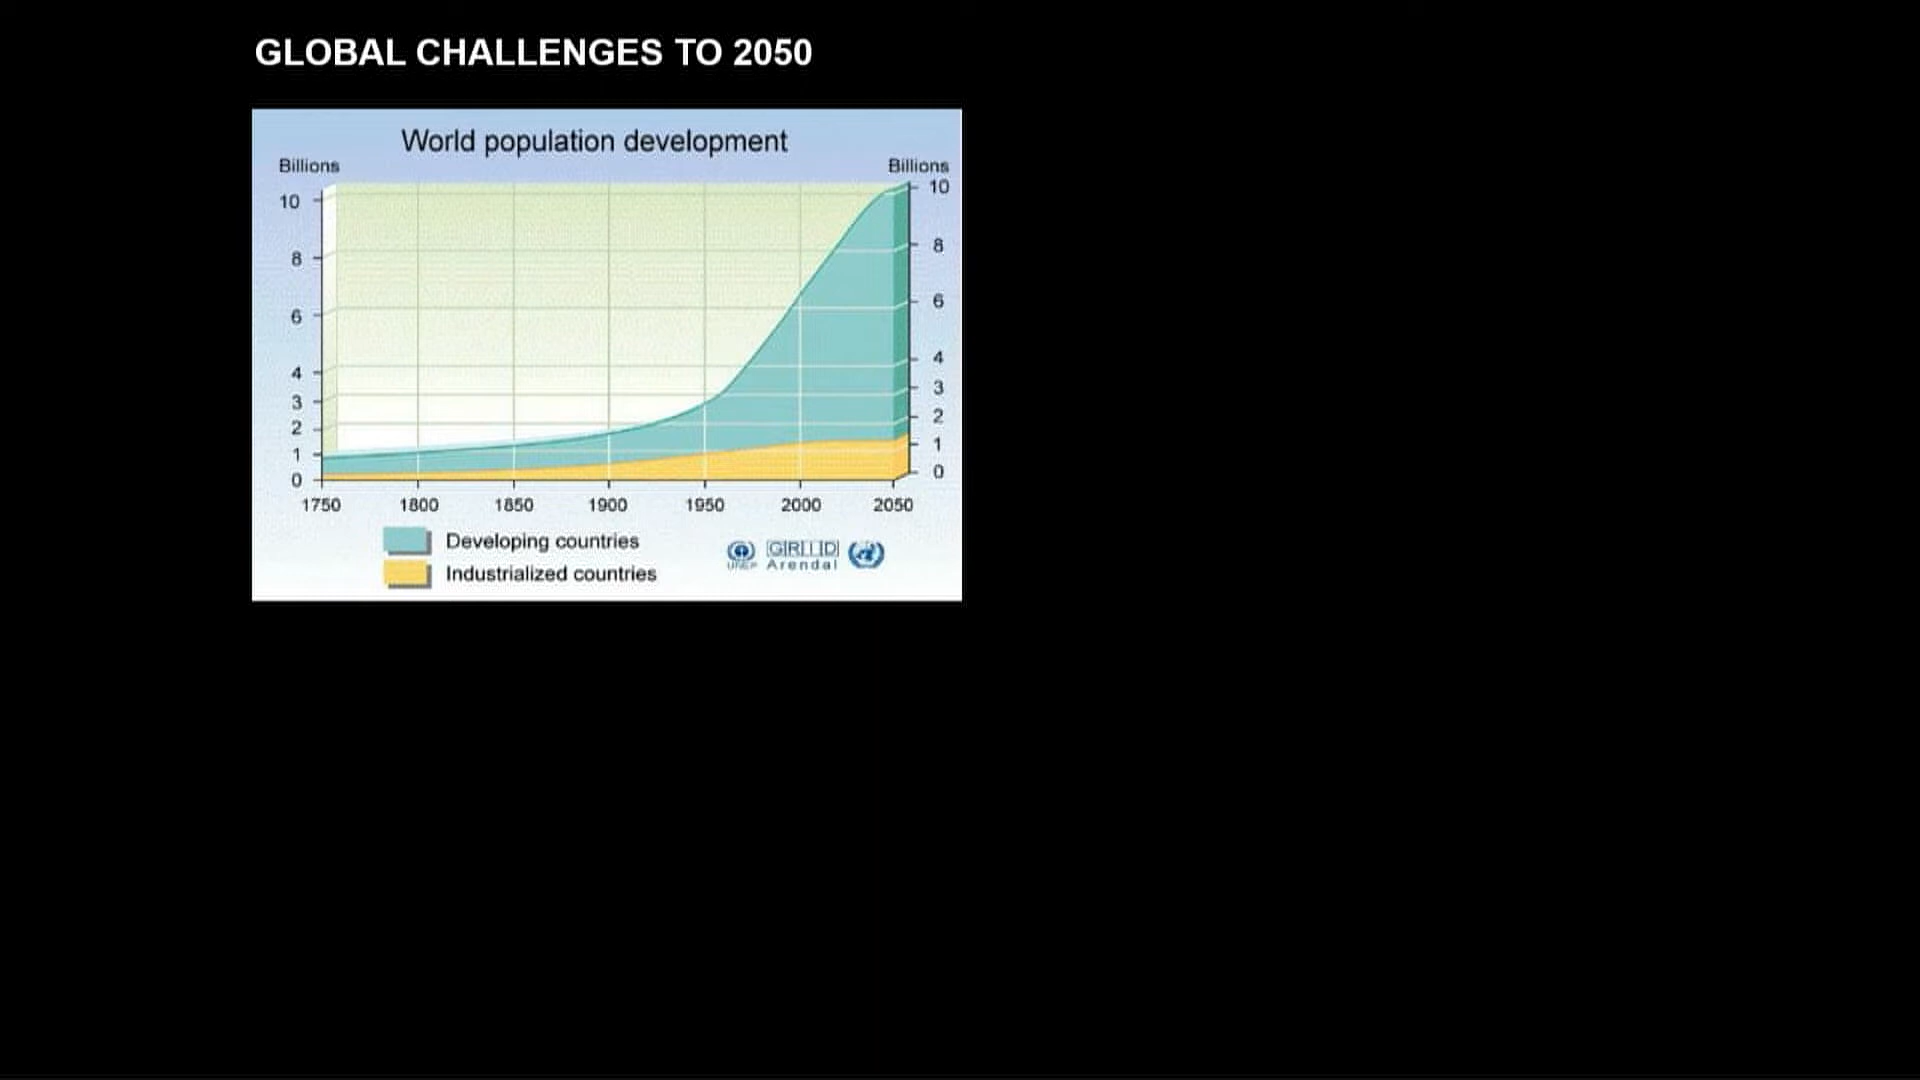 GLOBAL CHALLENGES TO 2050
World population development
Billions
Billions
10
8
6
4
3
2
1
0
10
8
6
4
3
2
1
0
1750 1800 1850 1900 1950 2000 2050
Developing countries
Industrialized countries
UNEP
GRID
Arendal